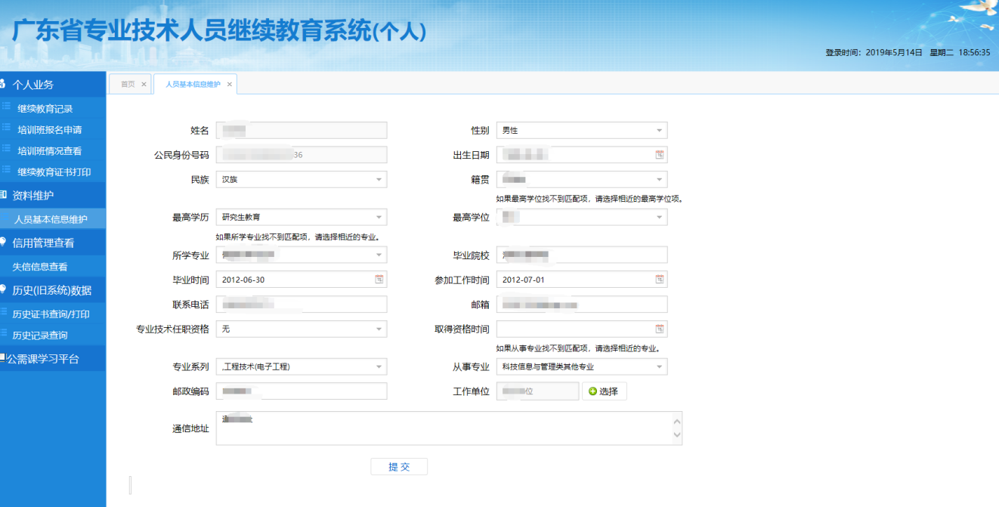 广东省专业技术人员继续教育系统(个人)
登录时间：2019年5月14日 星期二 18:56:35
个人业务
继续教育记录
培训班报名申请
培训班情况查看
继续教育证书打印
资料维护
人员基本信息维护
信用管理查看
失信信息查看
历史(旧系统)数据
历史证书查询/打印
历史记录查询
公需课学习平台
首页 × 人员基本信息维护 ×
姓名 性别 男性
公民身份号码 36 出生日期
民族 汉族 籍贯
如果最高学位找不到匹配项，请选择相近的最高学位项。
最高学历 研究生教育 最高学位
如果所学专业找不到匹配项，请选择相近的专业。
所学专业 毕业院校
毕业时间 2012-06-30 参加工作时间 2012-07-01
联系电话 邮箱
专业技术任职资格 无 取得资格时间
如果从事专业找不到匹配项，请选择相近的专业。
专业系列 .工程技术(电子工程) 从事专业 科技信息与管理类其他专业
邮政编码 工作单位 位 选择
通信地址
提 交